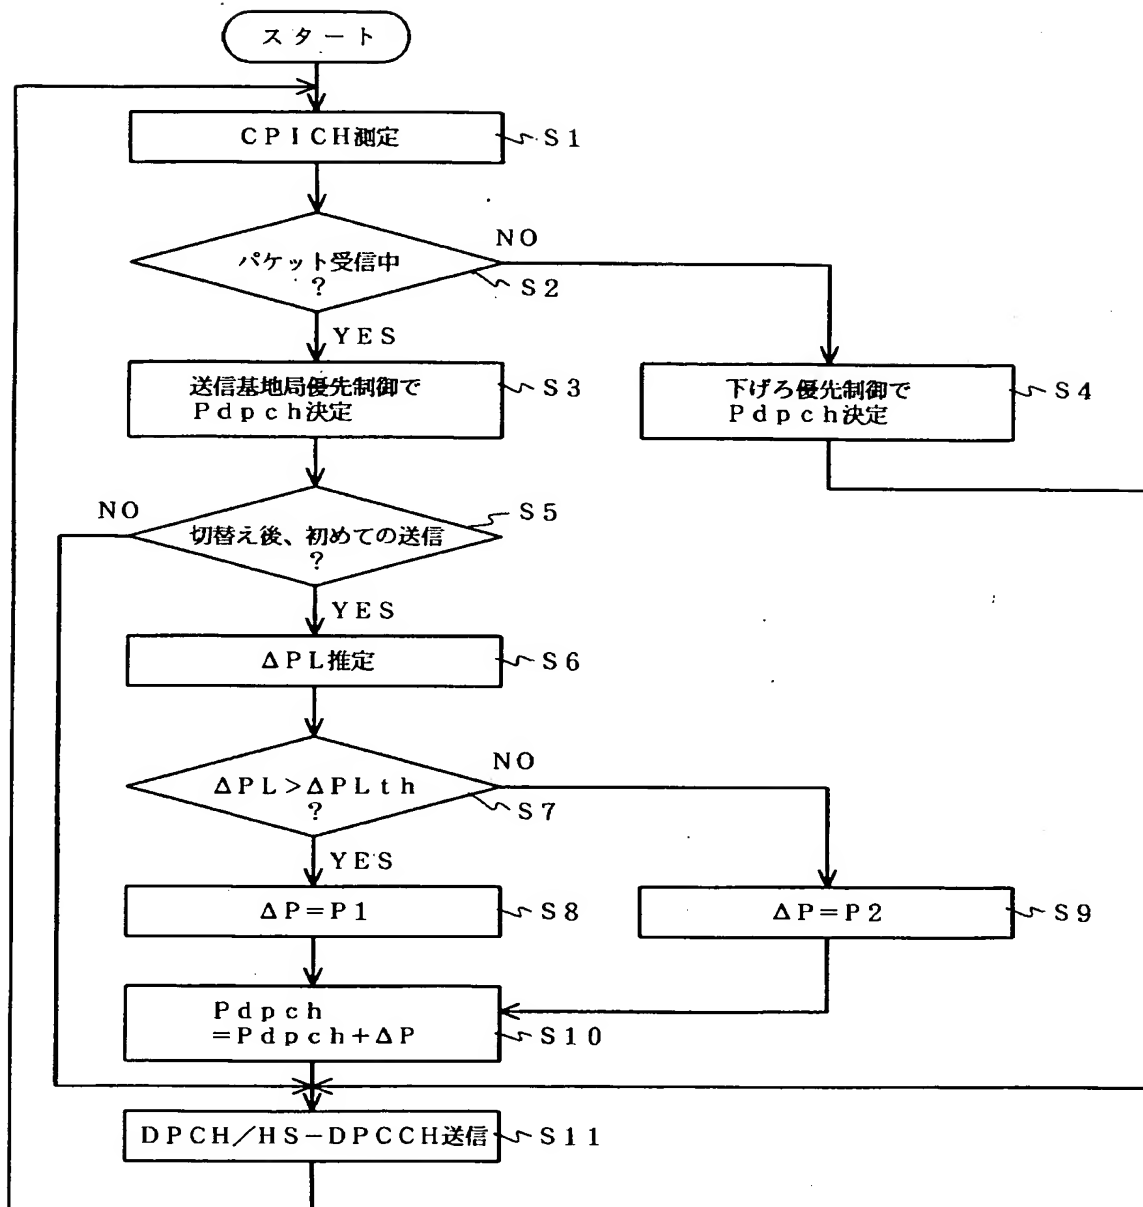 スタート
CPICH測定
S1
パケット受信中
?
NO
S2
YES
送信基地局優先制御で
Pdpch決定
S3
下げろ優先制御で
Pdpch決定
S4
NO
切替え後、初めての送信
?
S5
YES
ΔPL推定
S6
ΔPL>ΔPLth
?
NO
S7
YES
ΔP=P1
S8
ΔP=P2
S9
Pdpch
=Pdpch+ΔP
S10
DPCH/HS-DPCCH送信
S11